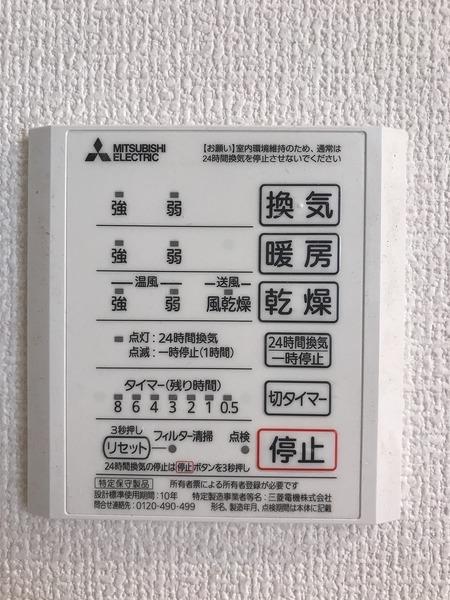 MITSUBISHI
ELECTRIC
【お願い】室内環境維持のため、通常は
24時間換気を停止させないでください
強 弱 換気
強 弱 暖房
温風 送風
強 弱 風乾燥 乾燥
点灯:24時間換気
点滅:一時停止(1時間)
24時間換気
一時停止
タイマー(残り時間)
8 6 4 3 2 1 0.5
切タイマー
3秒押し
リセット フィルター清掃 点検
停止
24時間換気の停止は停止ボタンを3秒押し
特定保守製品 所有者票による所有者登録が必要です
設計標準使用期間:10年 特定製造事業者等名:三菱電機株式会社
問合せ連絡先:0120-490-499 形名、製造年月、点検期間は本体に記載